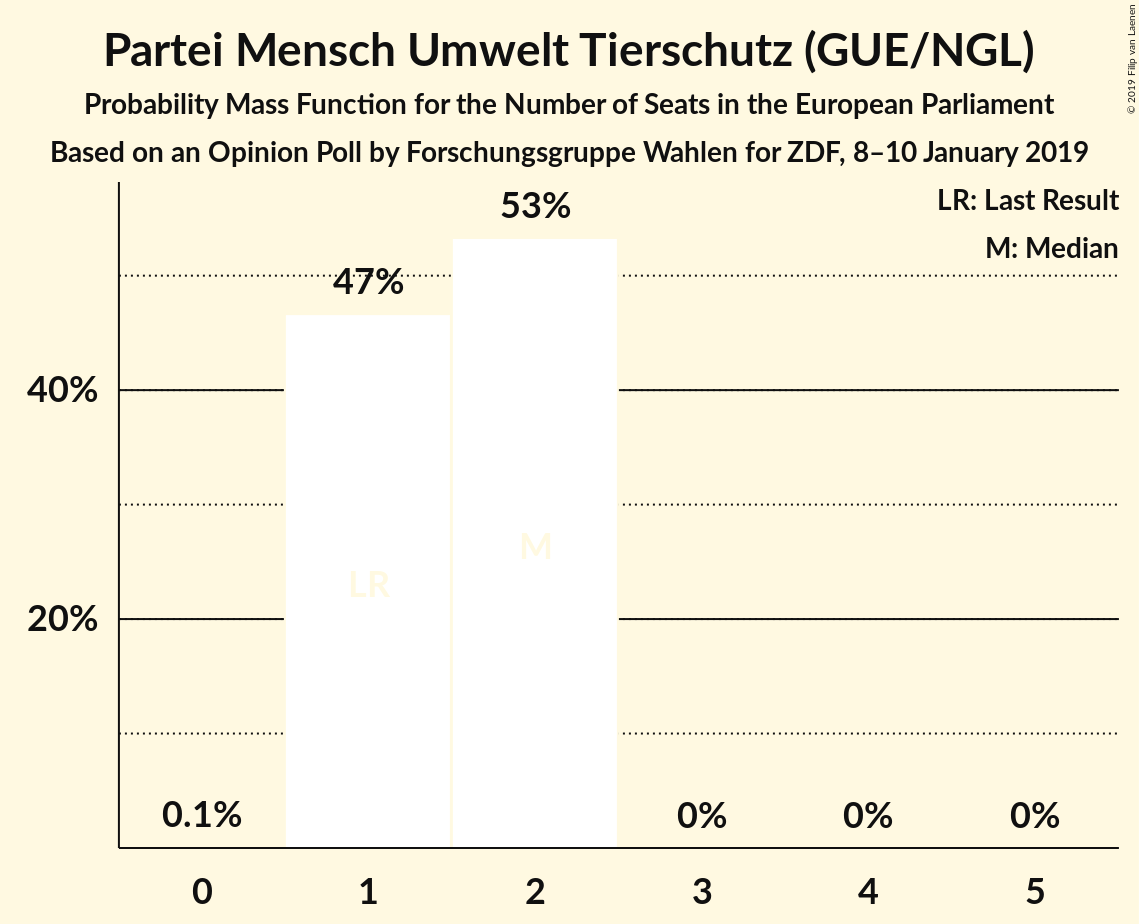 Partei Mensch Umwelt Tierschutz (GUE/NGL)
Probability Mass Function for the Number of Seats in the European Parliament
Based on an Opinion Poll by Forschungsgruppe Wahlen for ZDF, 8–10 January 2019
© 2019 Filip van Laenen
LR: Last Result
M: Median
53%
47%
40%
M
LR
20%
0.1%
0%
0%
0%
0 1 2 3 4 5